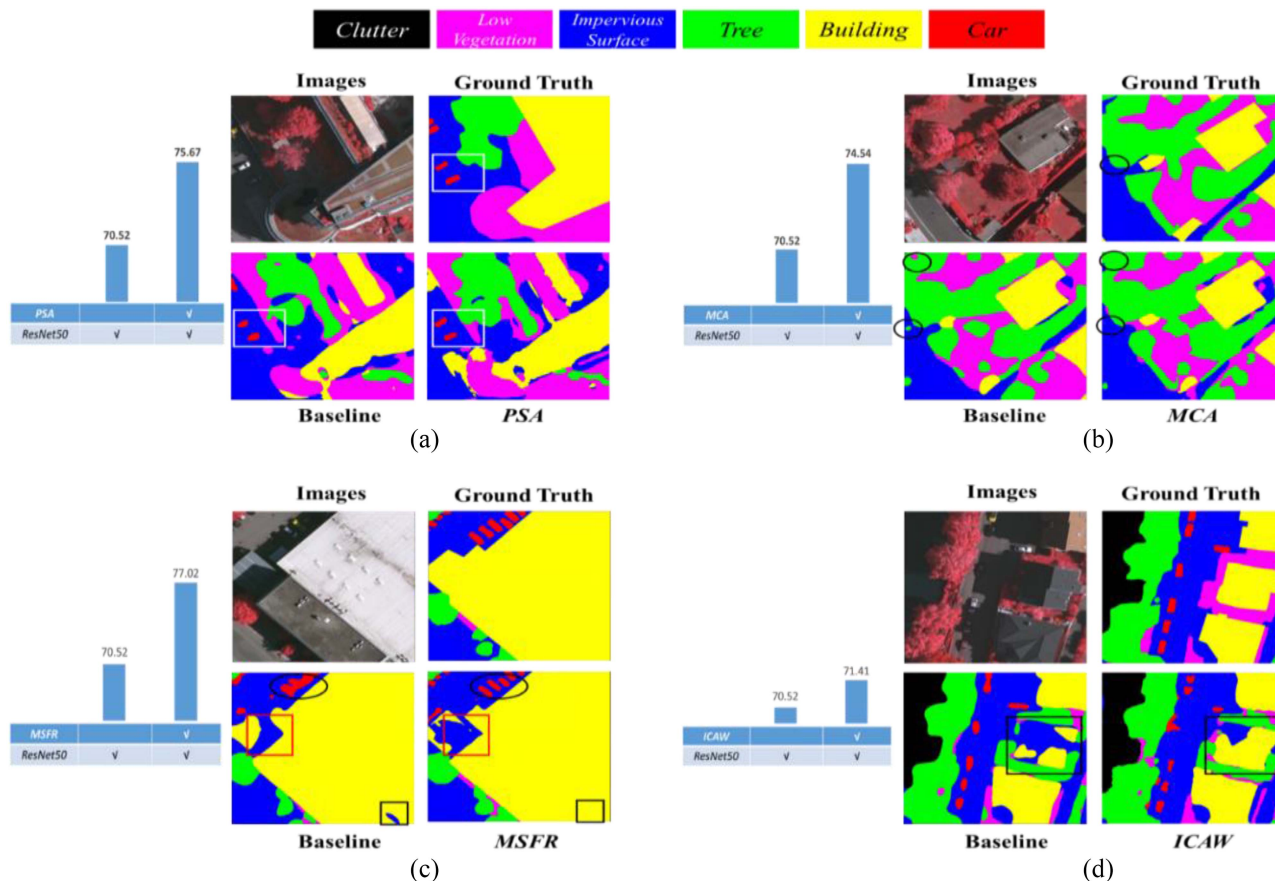 Clutter
Low Vegetation
Impervious Surface
Tree
Building
Car
Images
Ground Truth
75.67
70.52
PSA √
ResNet50 √ √
Baseline
PSA
(a)
Images
Ground Truth
74.54
70.52
MCA √
ResNet50 √ √
Baseline
MCA
(b)
Images
Ground Truth
77.02
70.52
MSFR √
ResNet50 √ √
Baseline
MSFR
(c)
Images
Ground Truth
71.41
70.52
ICAW √
ResNet50 √ √
Baseline
ICAW
(d)